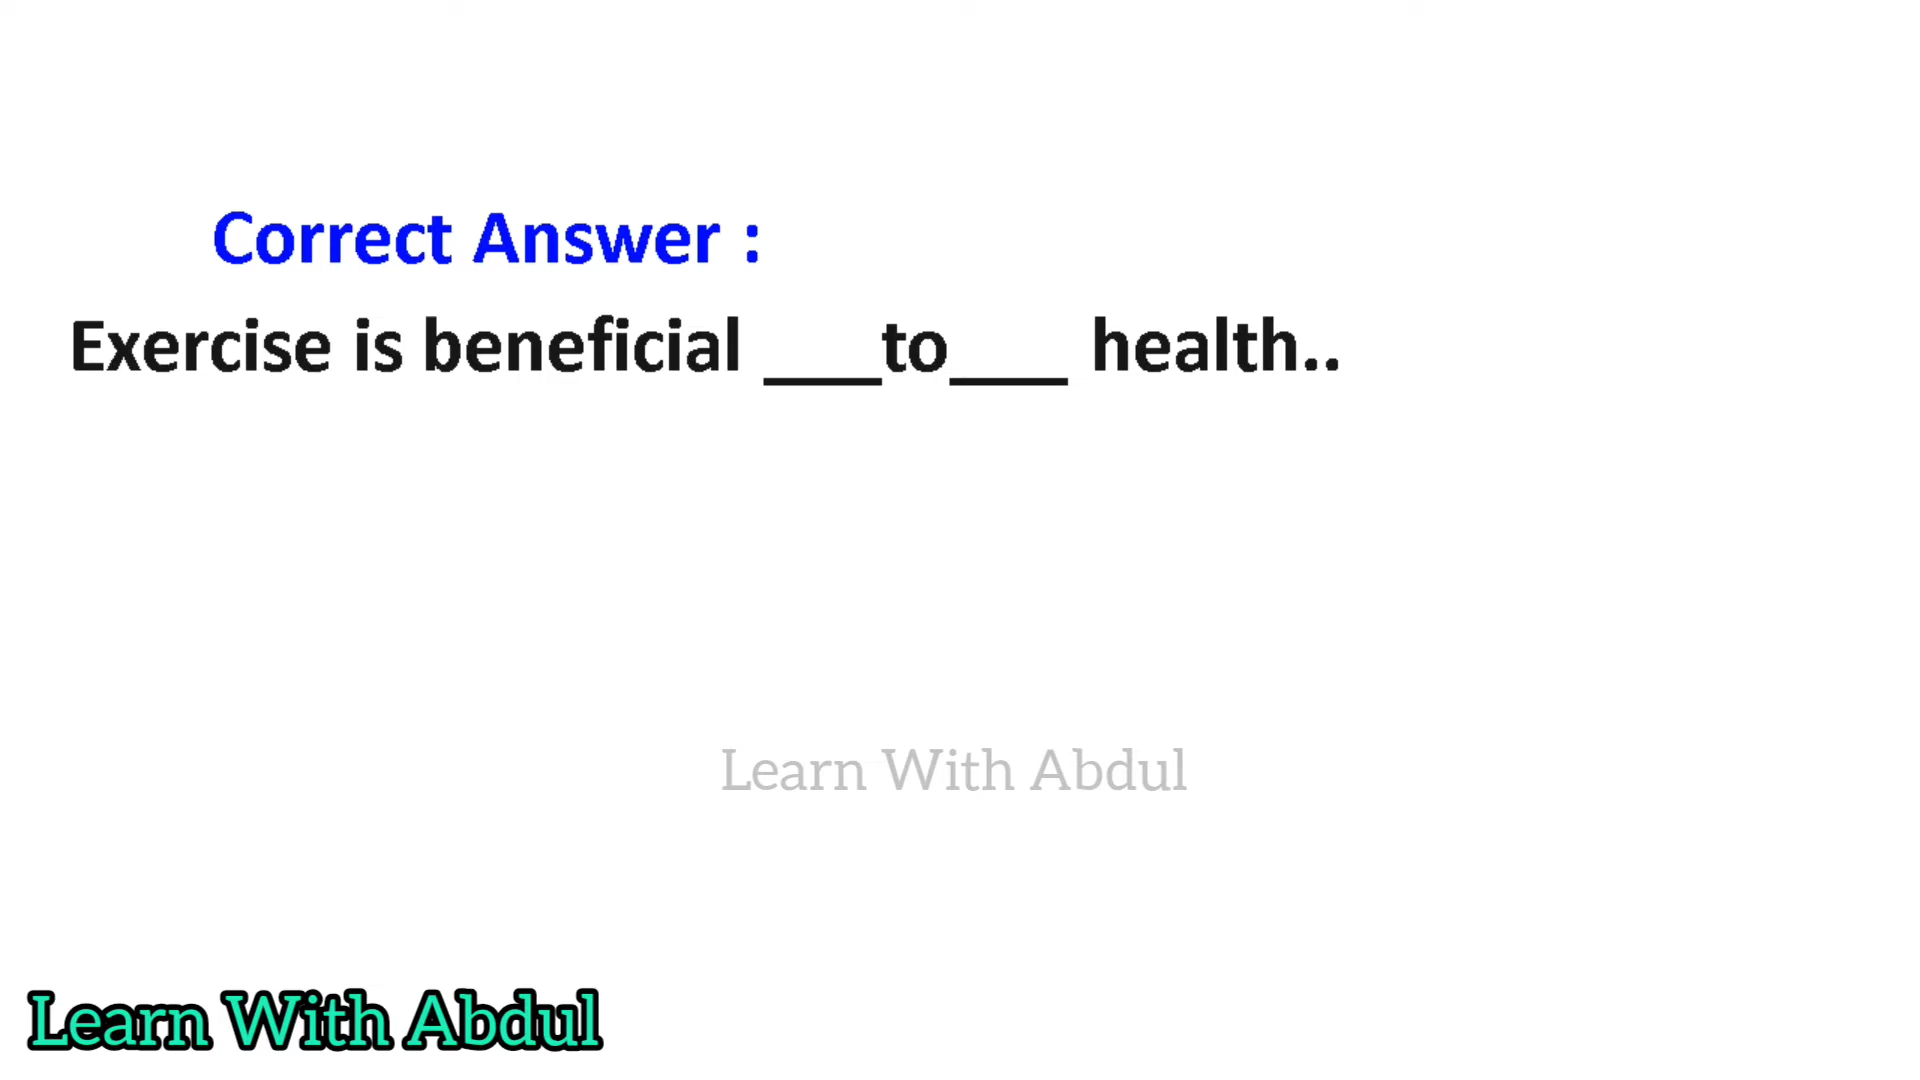 Correct Answer :
Exercise is beneficial ___to___ health..
Learn With Abdul
Learn With Abdul